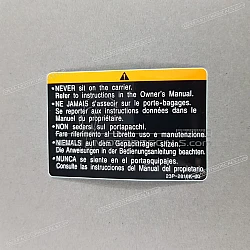 •NEVER sit on the carrier.
Refer to instructions in the Owner's Manual.
•NE JAMAIS s'asseoir sur le porte-bagages.
Se reporter aux instructions données dans le
Manuel du propriétaire.
•NON sedersi sul portapacchi.
Fare riferimento al Libretto uso e manutenzione.
•NIEMALS auf dem Gepäckträger sitzen.
Die Anweisungen in der Bedienungsanleitung beachten.
•NUNCA se siente en el portaequipajes.
Consulte las instrucciones del Manual del propietario.